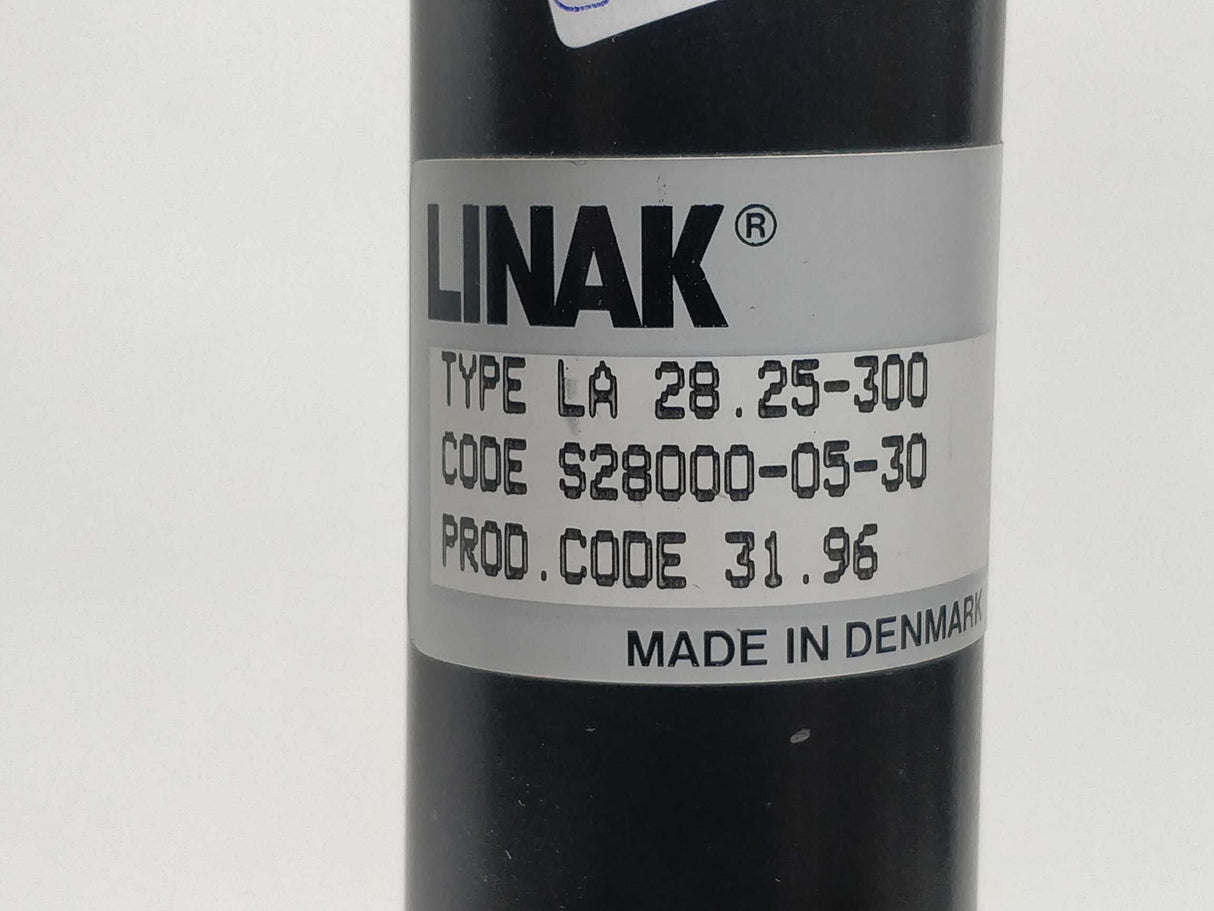 LINAK®
TYPE LA 28.25-300
CODE S28000-05-30
PROD.CODE 31.96
MADE IN DENMARK